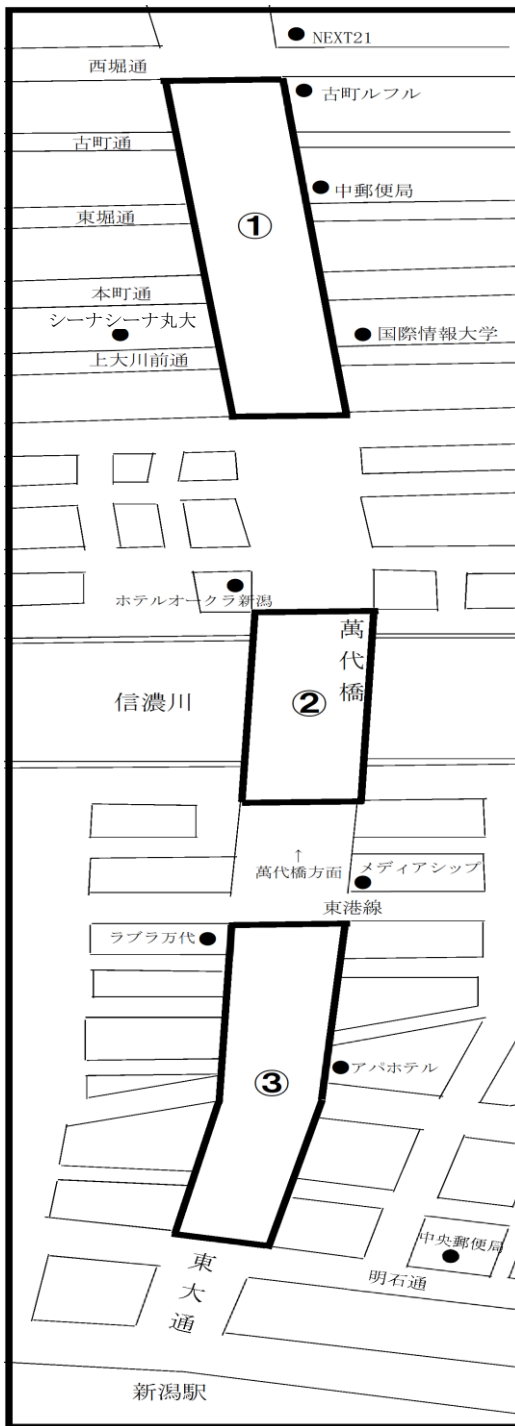 NEXT21
西堀通
古町ルフル
古町通
中郵便局
東堀通
①
本町通
シーナシーナ丸大
国際情報大学
上大川前通
ホテルオークラ新潟
萬代橋
信濃川
②
↑
萬代橋方面
メディアシップ
東港線
ラブラ万代
アパホテル
③
中央郵便局
東大通
明石通
新潟駅